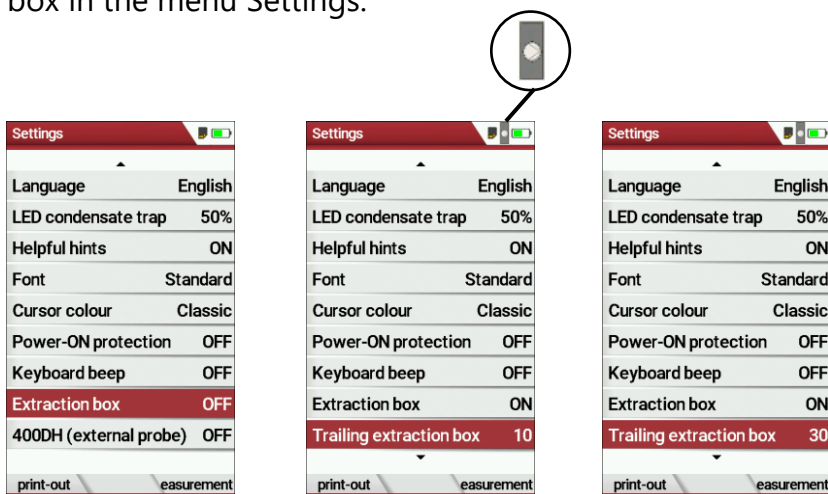 box in the menu Settings.
Settings
Language English
LED condensate trap 50%
Helpful hints ON
Font Standard
Cursor colour Classic
Power-ON protection OFF
Keyboard beep OFF
Extraction box OFF
400DH (external probe) OFF
print-out easurement
Settings
Language English
LED condensate trap 50%
Helpful hints ON
Font Standard
Cursor colour Classic
Power-ON protection OFF
Keyboard beep OFF
Extraction box ON
Trailing extraction box 10
print-out easurement
Settings
Language English
LED condensate trap 50%
Helpful hints ON
Font Standard
Cursor colour Classic
Power-ON protection OFF
Keyboard beep OFF
Extraction box ON
Trailing extraction box 30
print-out easurement